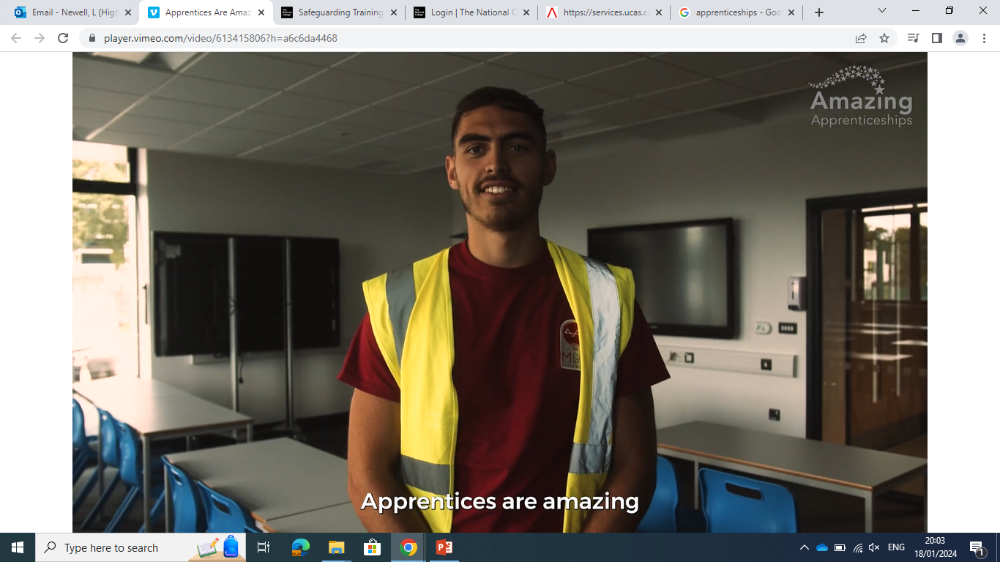 Email - Newell, L (High
Apprentices Are Amaz
Safeguarding Training
Login | The National C
https://services.ucas.c
apprenticeships - Goo
player.vimeo.com/video/613415806?h=a6c6da4468
Amazing
Apprenticeships
M&
Apprentices are amazing
Type here to search
ENG
20:03
18/01/2024
1